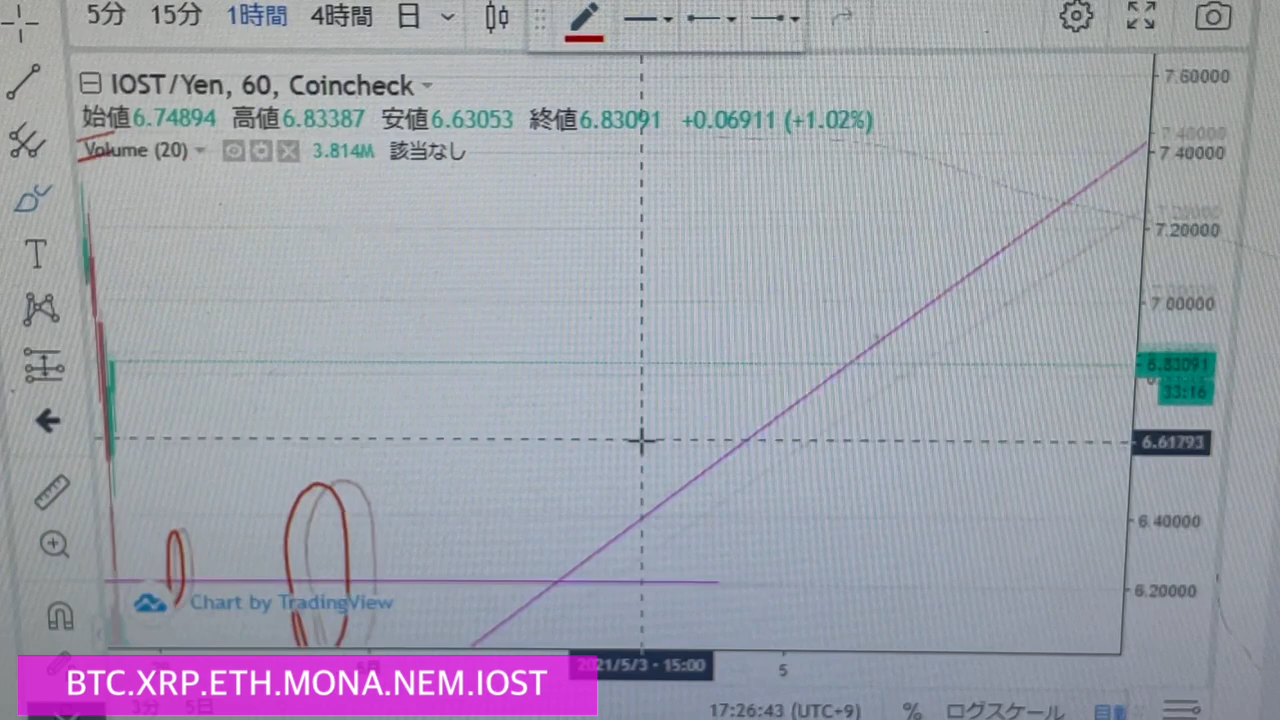 5分 15分 1時間 4時間 日
IOST/Yen, 60, Coincheck
始値6.74894 高値6.83387 安値6.63053 終値6.83091 +0.06911 (+1.02%)
Volume (20) 3.814M 該当なし
7.60000
7.40000
7.40000
7.20000
7.00000
6.83091
33:16
6.61793
6.40000
6.20000
Chart by TradingView
2021/5/3・15:00
5
BTC.XRP.ETH.MONA.NEM.IOST
17:26:43 (UTC+9) % ログスケール 自動